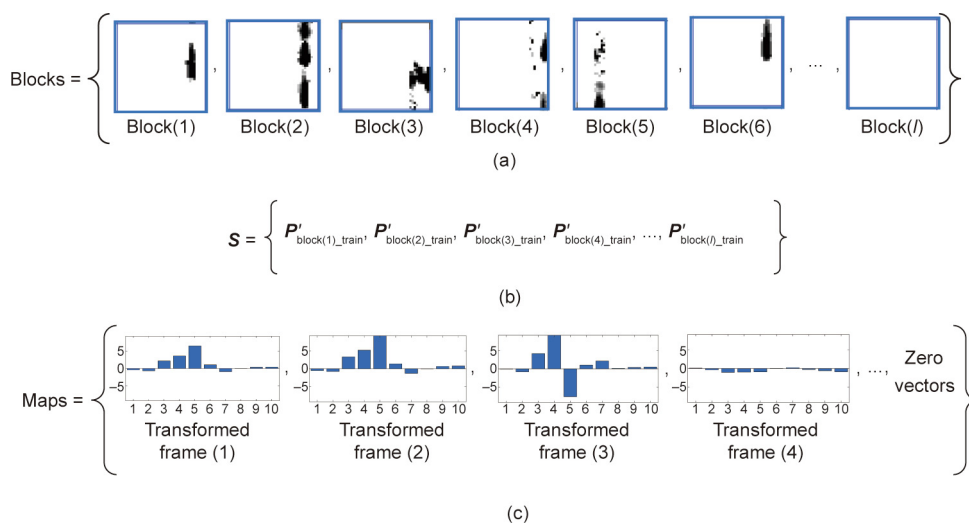 Blocks = { , , , , , , ..., }
Block(1) Block(2) Block(3) Block(4) Block(5) Block(6) Block(l)
(a)
S = { P′block(1)_train, P′block(2)_train, P′block(3)_train, P′block(4)_train, ..., P′block(l)_train }
(b)
Maps = { , , , , ..., Zero vectors }
5 5 5 5
0 0 0 0
−5 −5 −5 −5
1 2 3 4 5 6 7 8 9 10 1 2 3 4 5 6 7 8 9 10 1 2 3 4 5 6 7 8 9 10 1 2 3 4 5 6 7 8 9 10
Transformed Transformed Transformed Transformed
frame (1) frame (2) frame (3) frame (4)
(c)